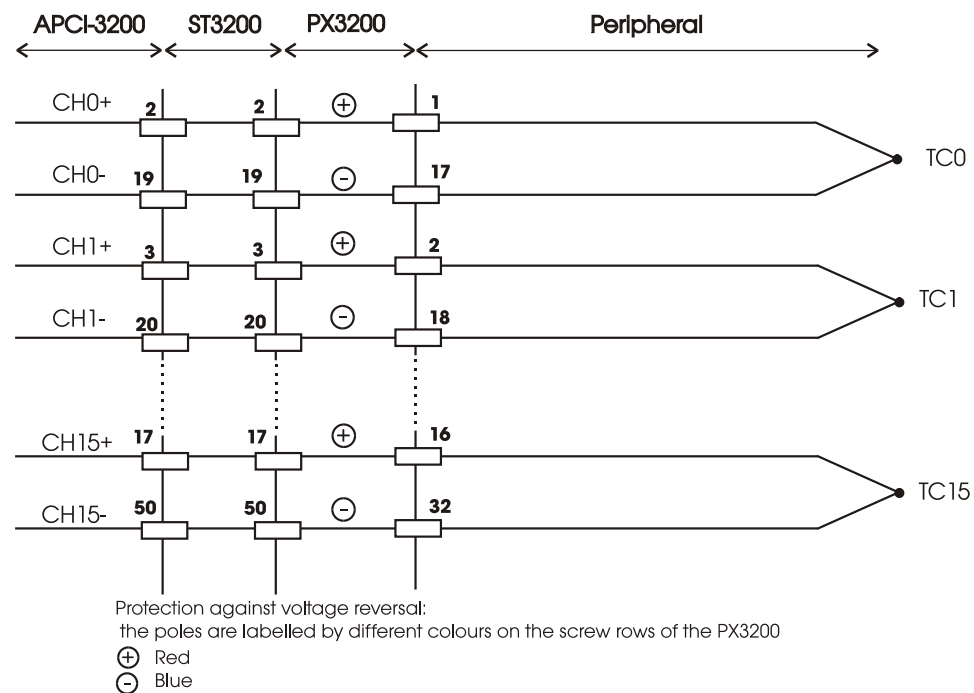 APCI-3200 ST3200 PX3200 Peripheral
CH0+ 2 2 + 1
TC0
CH0- 19 19 - 17
CH1+ 3 3 + 2
TC1
CH1- 20 20 - 18
CH15+ 17 17 + 16
TC15
CH15- 50 50 - 32
Protection against voltage reversal:
the poles are labelled by different colours on the screw rows of the PX3200
+ Red
- Blue